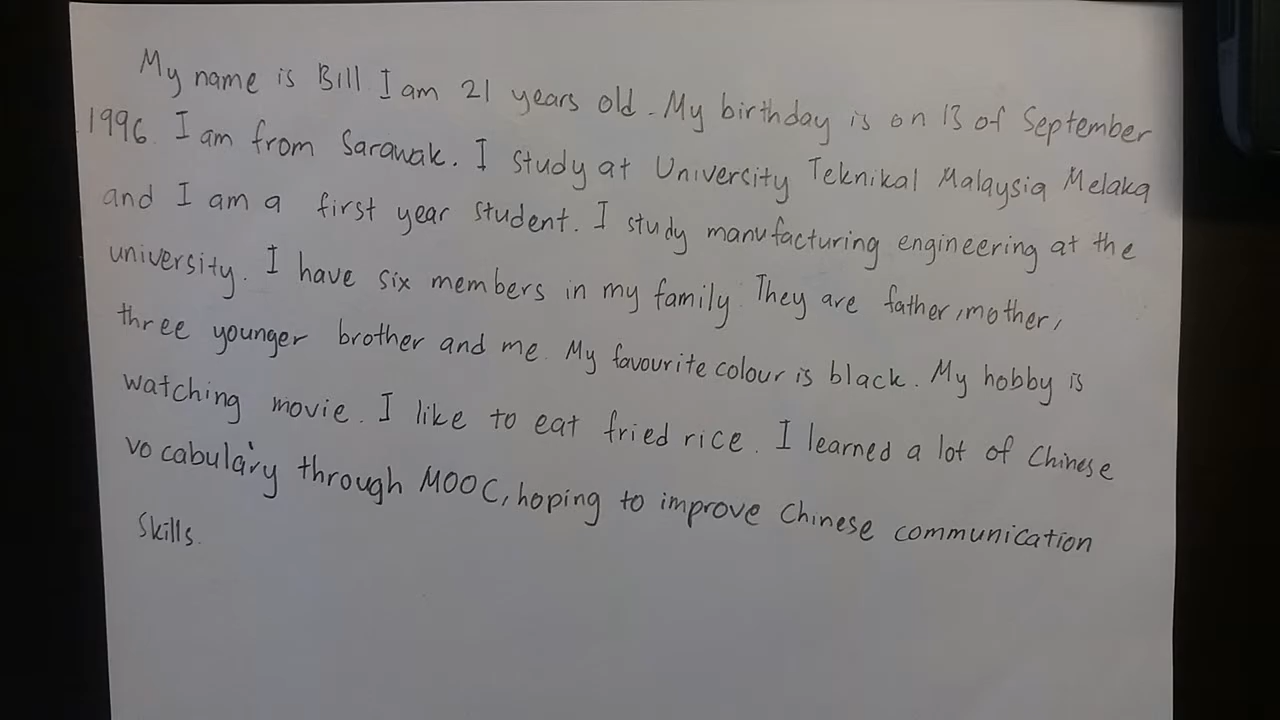 My name is Bill. I am 21 years old. My birthday is on 13 of September
1996. I am from Sarawak. I study at University Teknikal Malaysia Melaka
and I am a first year student. I study manufacturing engineering at the
university. I have six members in my family. They are father, mother,
three younger brother and me. My favourite colour is black. My hobby is
watching movie. I like to eat fried rice. I learned a lot of Chinese
vocabulary through MOOC, hoping to improve Chinese communication
Skills.